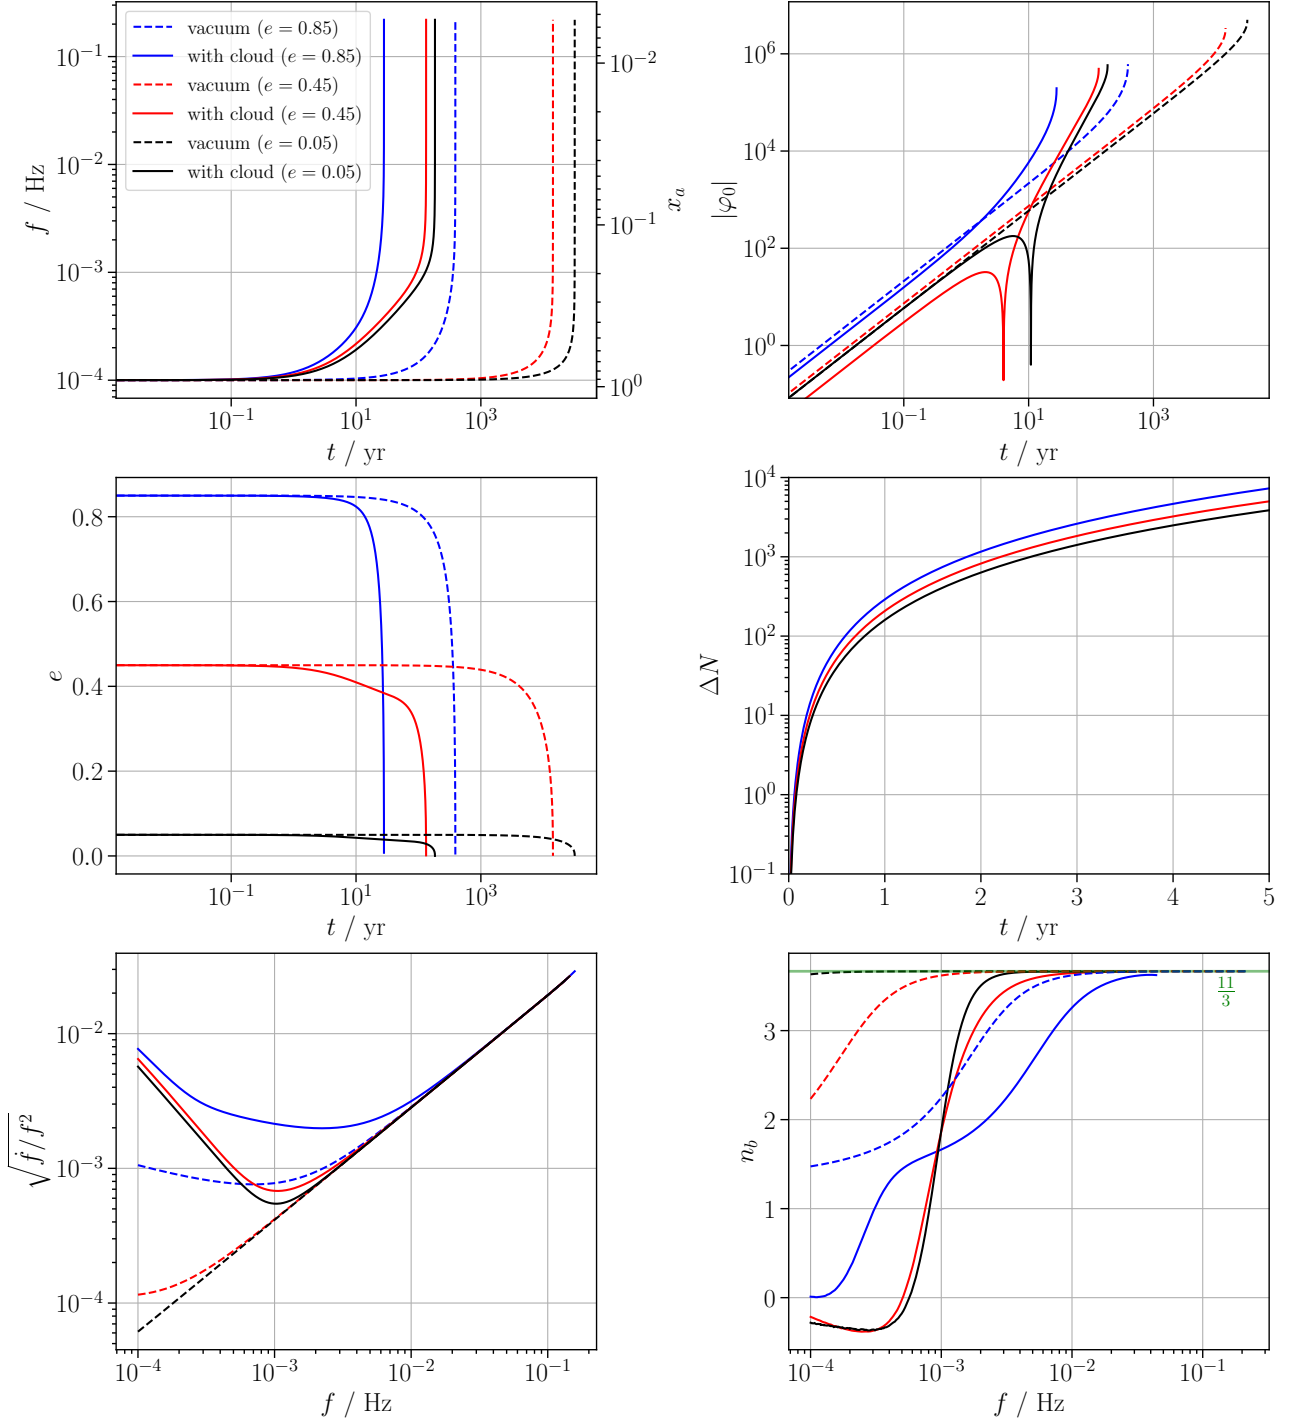 f / Hz
10^{-1}
10^{-2}
10^{-3}
10^{-4}
vacuum (e = 0.85)
with cloud (e = 0.85)
vacuum (e = 0.45)
with cloud (e = 0.45)
vacuum (e = 0.05)
with cloud (e = 0.05)
10^{-2}
10^{-1}
10^{0}
x_a
10^{-1} 10^{1} 10^{3}
t / yr
|φ_0|
10^{6}
10^{4}
10^{2}
10^{0}
10^{-1} 10^{1} 10^{3}
t / yr
e
0.8
0.6
0.4
0.2
0.0
10^{-1} 10^{1} 10^{3}
t / yr
ΔN
10^{4}
10^{3}
10^{2}
10^{1}
10^{0}
10^{-1}
0 1 2 3 4 5
t / yr
√ḟ/f^2
10^{-2}
10^{-3}
10^{-4}
10^{-4} 10^{-3} 10^{-2} 10^{-1}
f / Hz
n_b
3
2
1
0
11
3
10^{-4} 10^{-3} 10^{-2} 10^{-1}
f / Hz